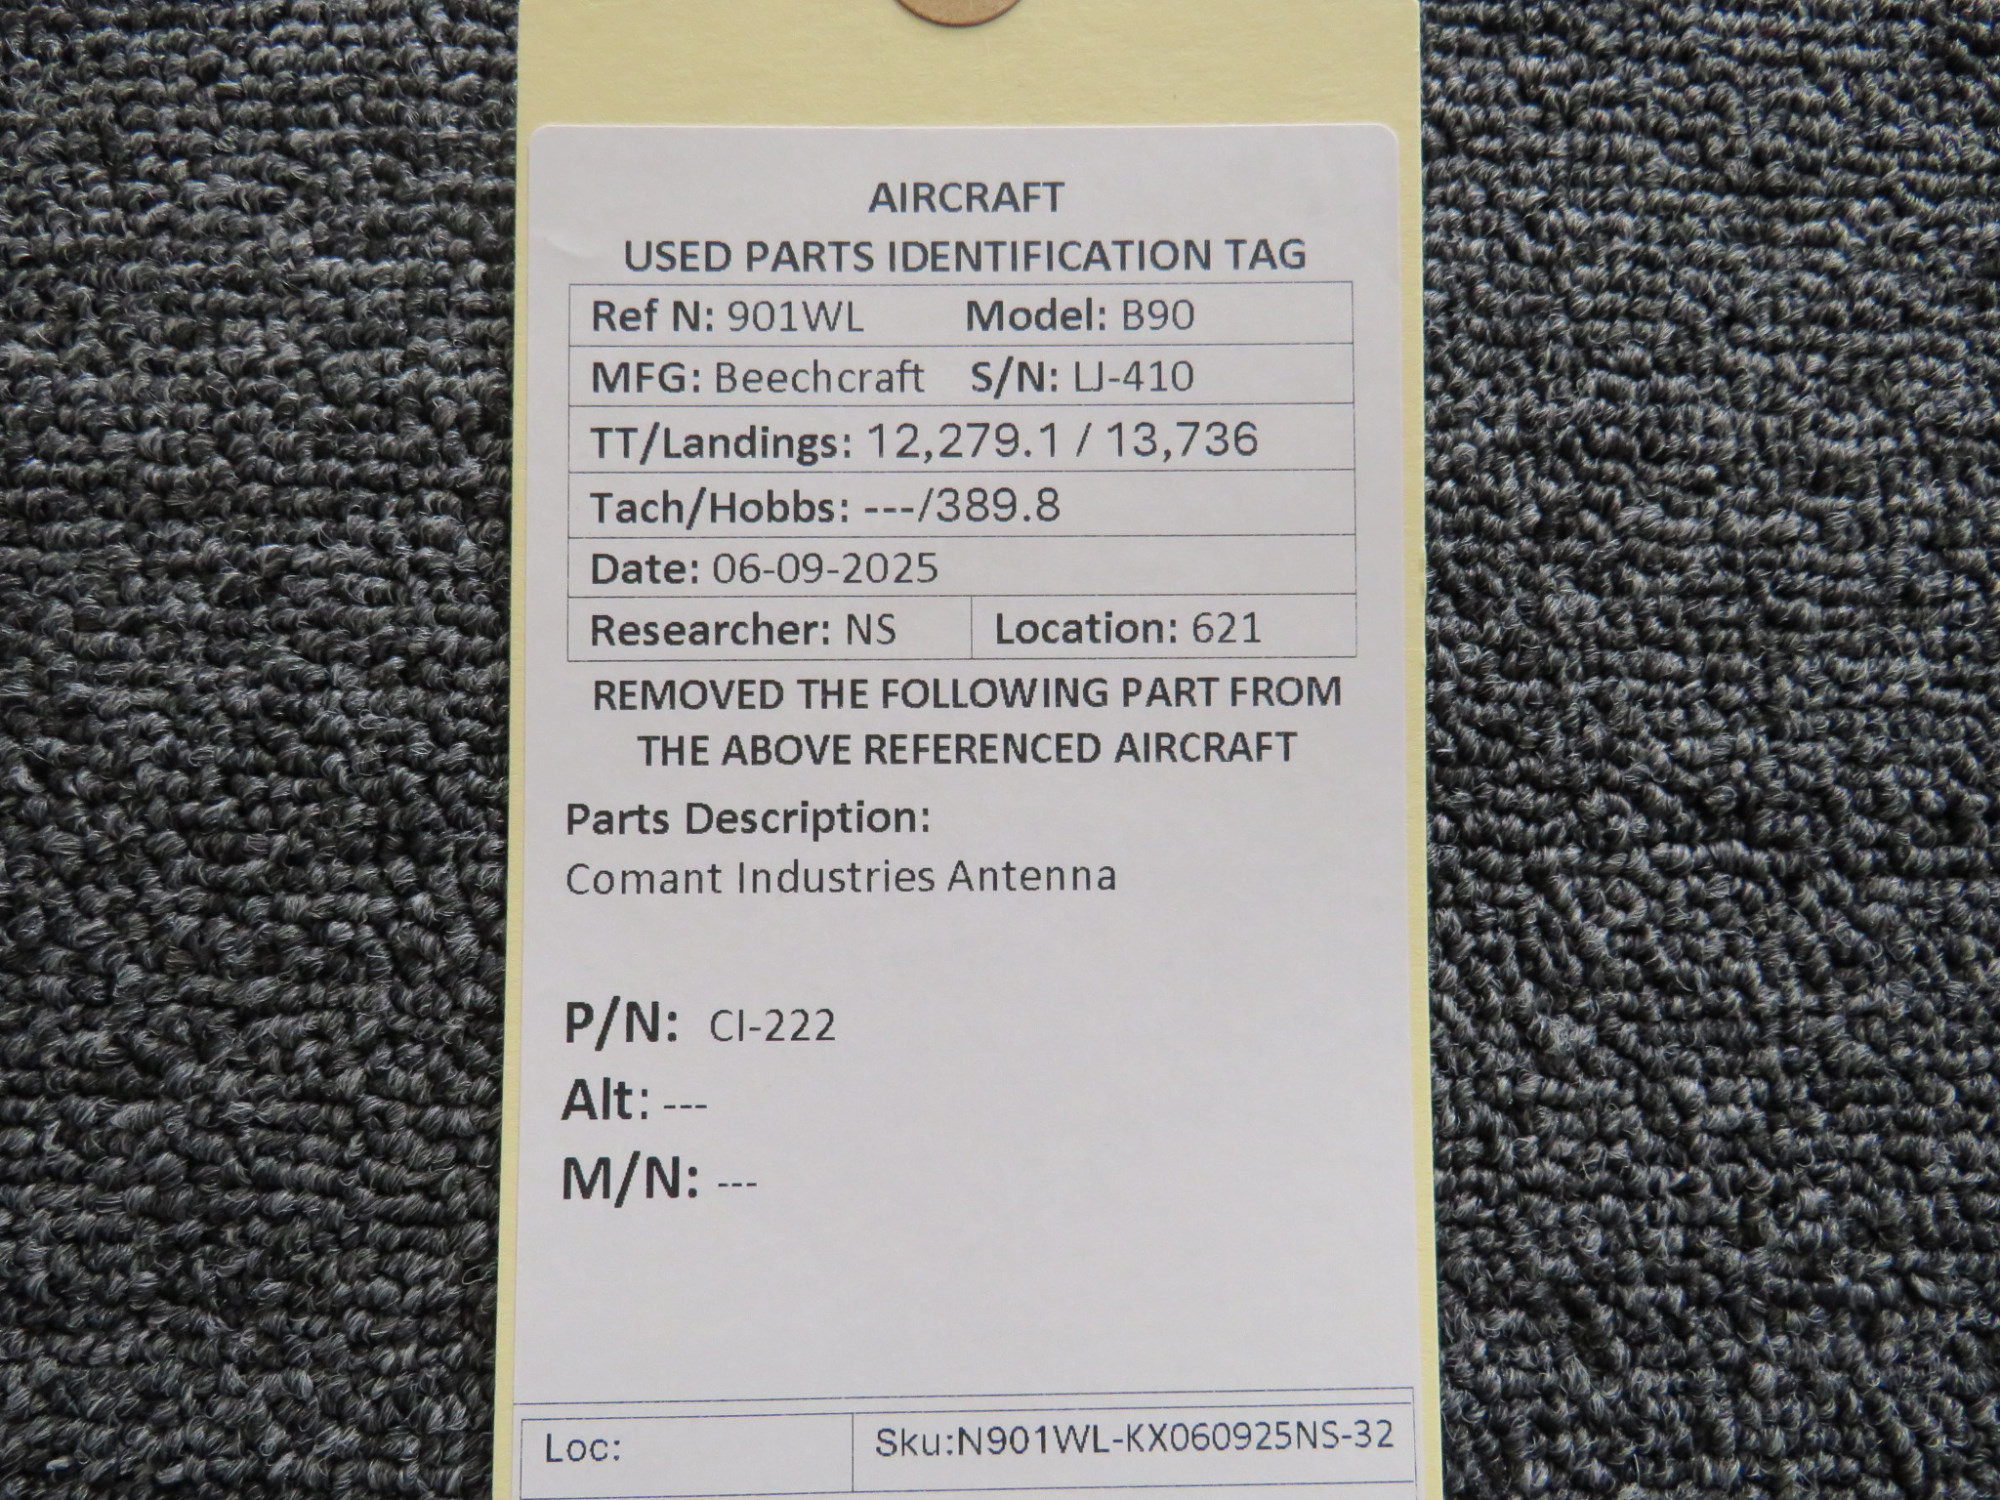 AIRCRAFT
USED PARTS IDENTIFICATION TAG
Ref N: 901WL Model: B90
MFG: Beechcraft S/N: LJ-410
TT/Landings: 12,279.1 / 13,736
Tach/Hobbs: ---/389.8
Date: 06-09-2025
Researcher: NS Location: 621
REMOVED THE FOLLOWING PART FROM
THE ABOVE REFERENCED AIRCRAFT
Parts Description:
Comant Industries Antenna
P/N: CI-222
Alt: ---
M/N: ---
Loc: Sku:N901WL-KX060925NS-32